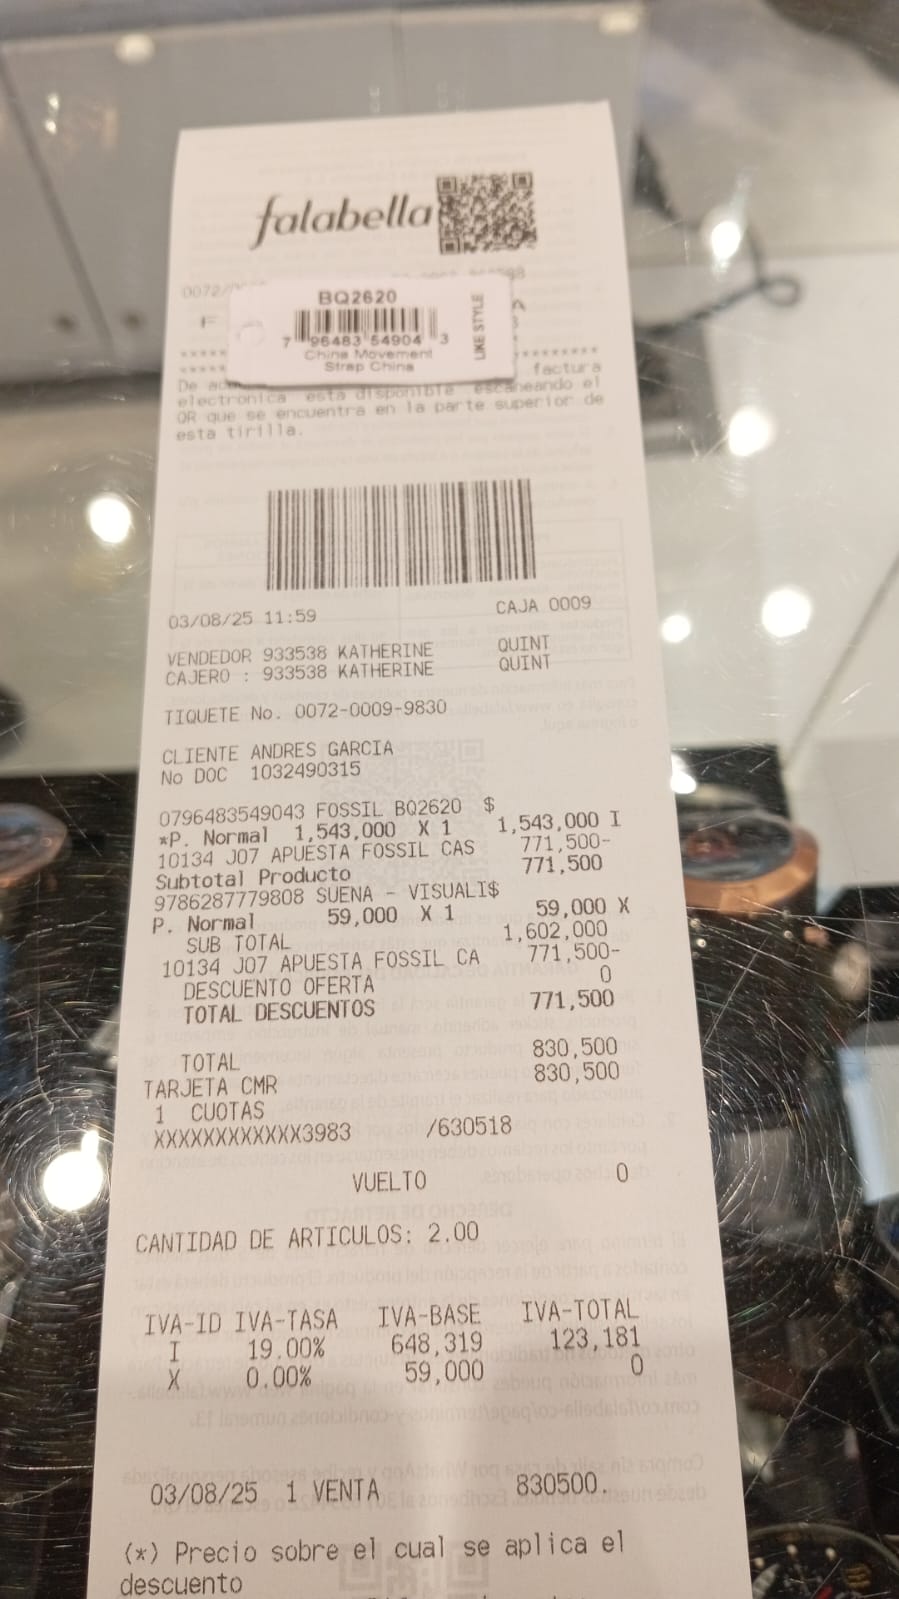 falabella
0072/
BQ2620
LIKE STYLE
7 96483 54904 3
China Movement
Strap China
De factura
electronica esta disponible escaneando el
QR que se encuentra en la parte superior de
esta tirilla.
03/08/25 11:59 CAJA 0009
VENDEDOR 933538 KATHERINE QUINT
CAJERO : 933538 KATHERINE QUINT
TIQUETE No. 0072-0009-9830
CLIENTE ANDRES GARCIA
No DOC 1032490315
0796483549043 FOSSIL BQ2620 $
*P. Normal 1,543,000 X 1 1,543,000 I
10134 J07 APUESTA FOSSIL CAS 771,500-
Subtotal Producto 771,500
9786287779808 SUENA - VISUALI$
P. Normal 59,000 X 1 59,000 X
SUB TOTAL 1,602,000
10134 J07 APUESTA FOSSIL CA 771,500-
DESCUENTO OFERTA 0
TOTAL DESCUENTOS 771,500
TOTAL 830,500
TARJETA CMR 830,500
1 CUOTAS
XXXXXXXXXXXX3983 /630518
VUELTO 0
CANTIDAD DE ARTICULOS: 2.00
IVA-ID IVA-TASA IVA-BASE IVA-TOTAL
I 19.00% 648,319 123,181
X 0.00% 59,000 0
03/08/25 1 VENTA 830500.
(*) Precio sobre el cual se aplica el
descuento